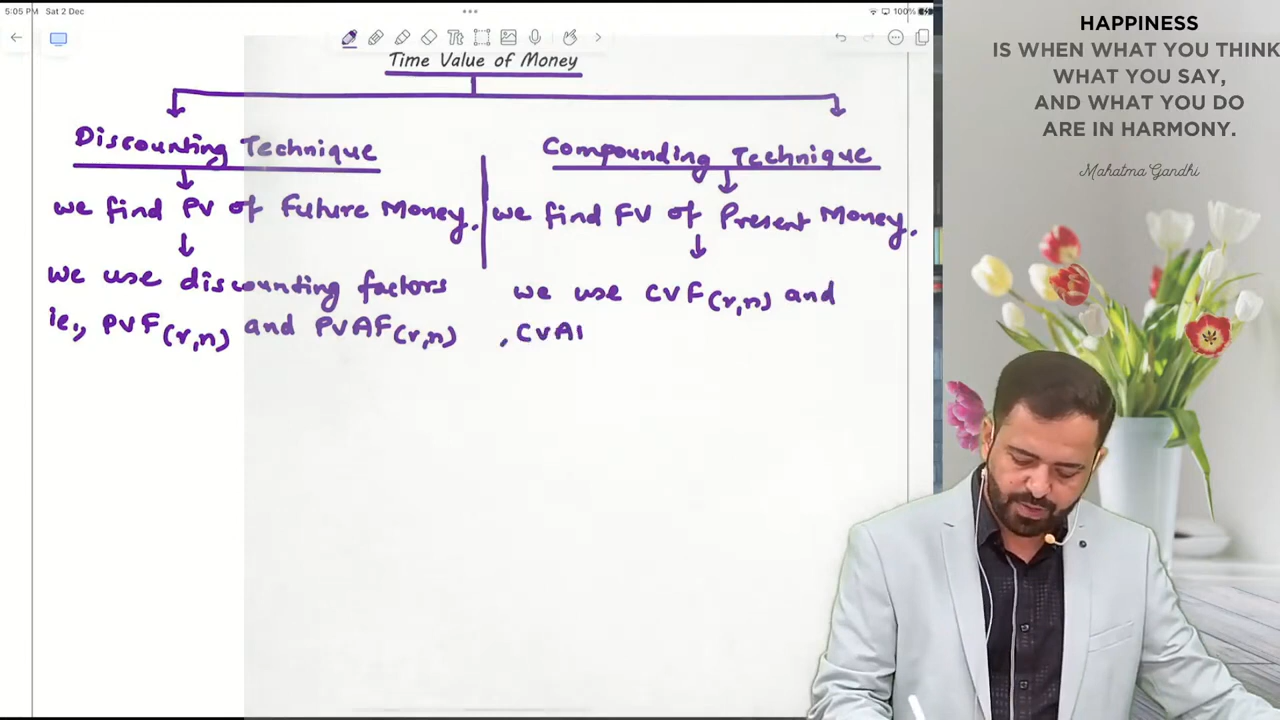 5:05 PM Sat 2 Dec
100%
Time Value of Money
Discounting Technique
we find PV of Future Money.
we use discounting factors
ie., PVF(r,n) and PVAF(r,n)
Compounding Technique
we find FV of Present Money.
we use CVF(r,n) and
, CVA
HAPPINESS
IS WHEN WHAT YOU THINK
WHAT YOU SAY,
AND WHAT YOU DO
ARE IN HARMONY.
Mahatma Gandhi